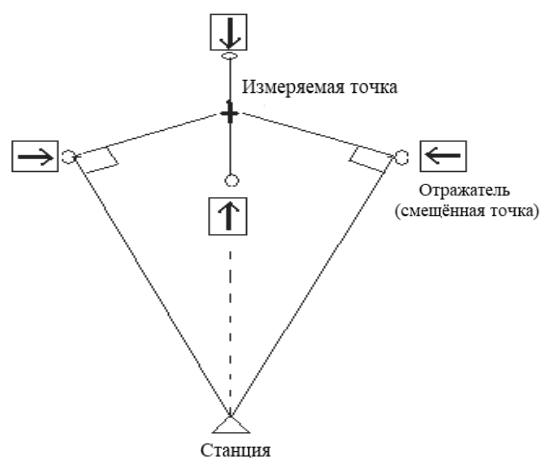 Измеряемая точка
Отражатель
(смещённая точка)
Станция